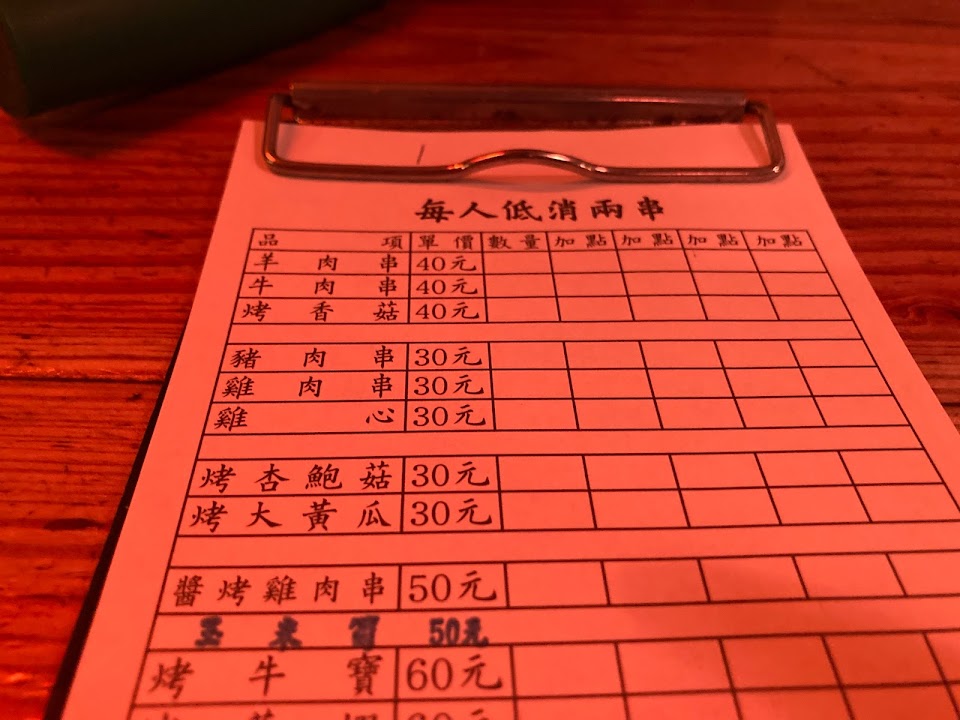 每人低消兩串
品項 單價 數量 加點 加點 加點 加點
羊肉串 40元
牛肉串 40元
烤香菇 40元
豬肉串 30元
雞肉串 30元
雞心 30元
烤杏鮑菇 30元
烤大黃瓜 30元
醬烤雞肉串 50元
玉米筍 50元
烤牛寶 60元